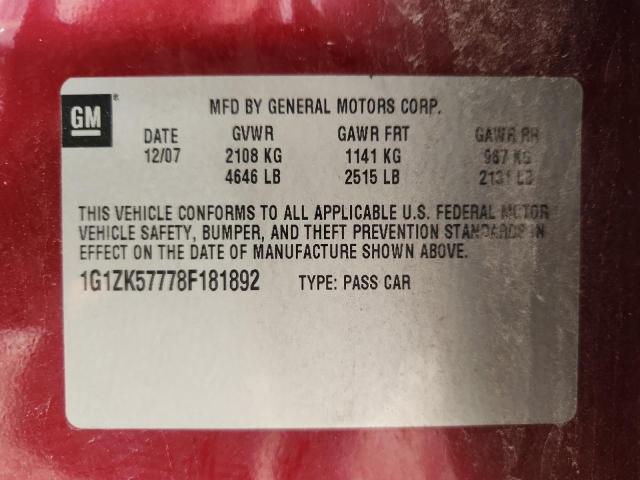 GM
MFD BY GENERAL MOTORS CORP.
DATE GVWR GAWR FRT GAWR RR
12/07 2108 KG 1141 KG 967 KG
4646 LB 2515 LB 2131 LB
THIS VEHICLE CONFORMS TO ALL APPLICABLE U.S. FEDERAL MOTOR
VEHICLE SAFETY, BUMPER, AND THEFT PREVENTION STANDARDS IN
EFFECT ON THE DATE OF MANUFACTURE SHOWN ABOVE.
1G1ZK57778F181892 TYPE: PASS CAR